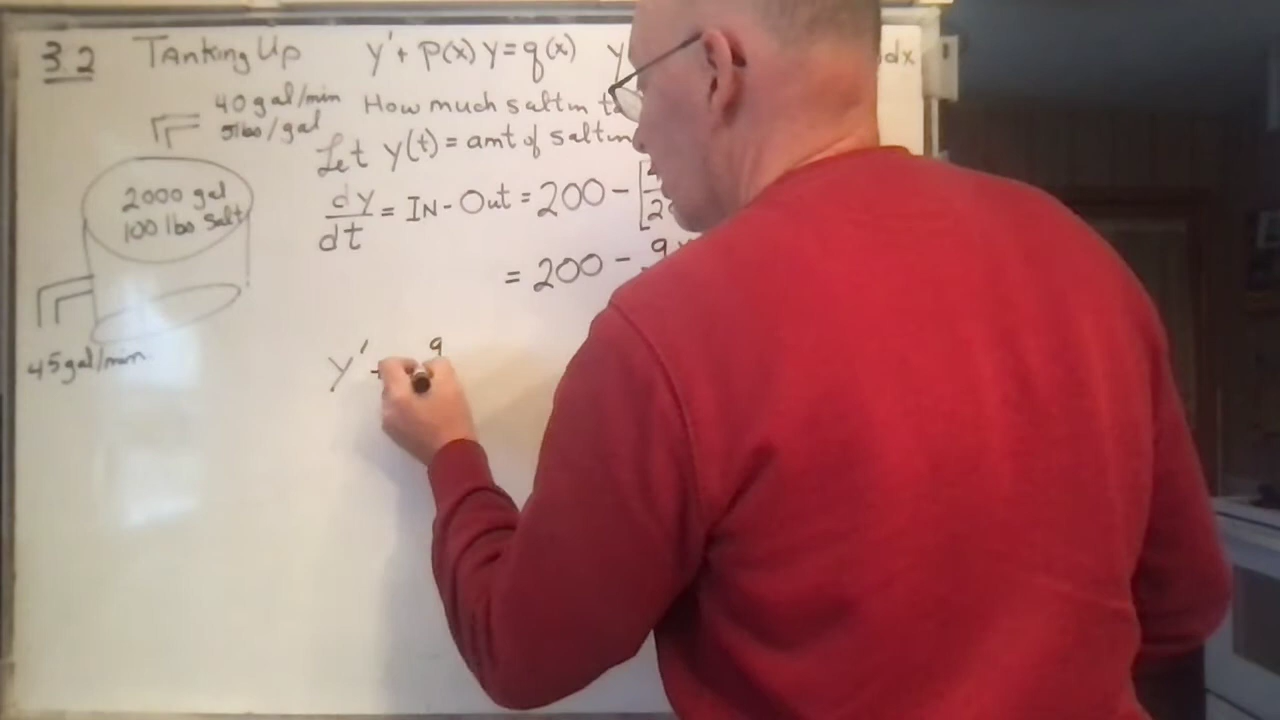 3.2 Tanking Up y' + p(x) y = q(x) y dx
40 gal/min How much salt in
5 lbs/gal
Let y(t) = amt of salt in
2000 gal
100 lbs salt
dy/dt = IN - Out = 200 - [
= 200 - 9
y' + 9
45 gal/min